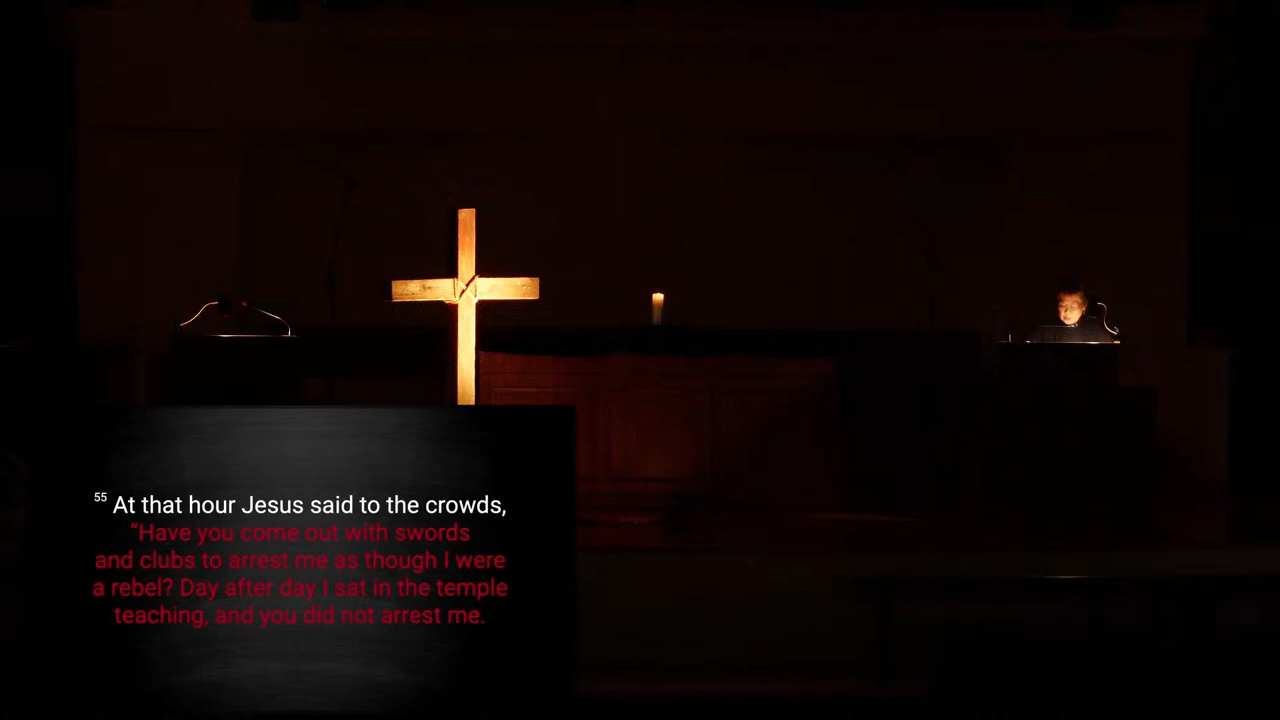 55 At that hour Jesus said to the crowds,
“Have you come out with swords
and clubs to arrest me as though I were
a rebel? Day after day I sat in the temple
teaching, and you did not arrest me.